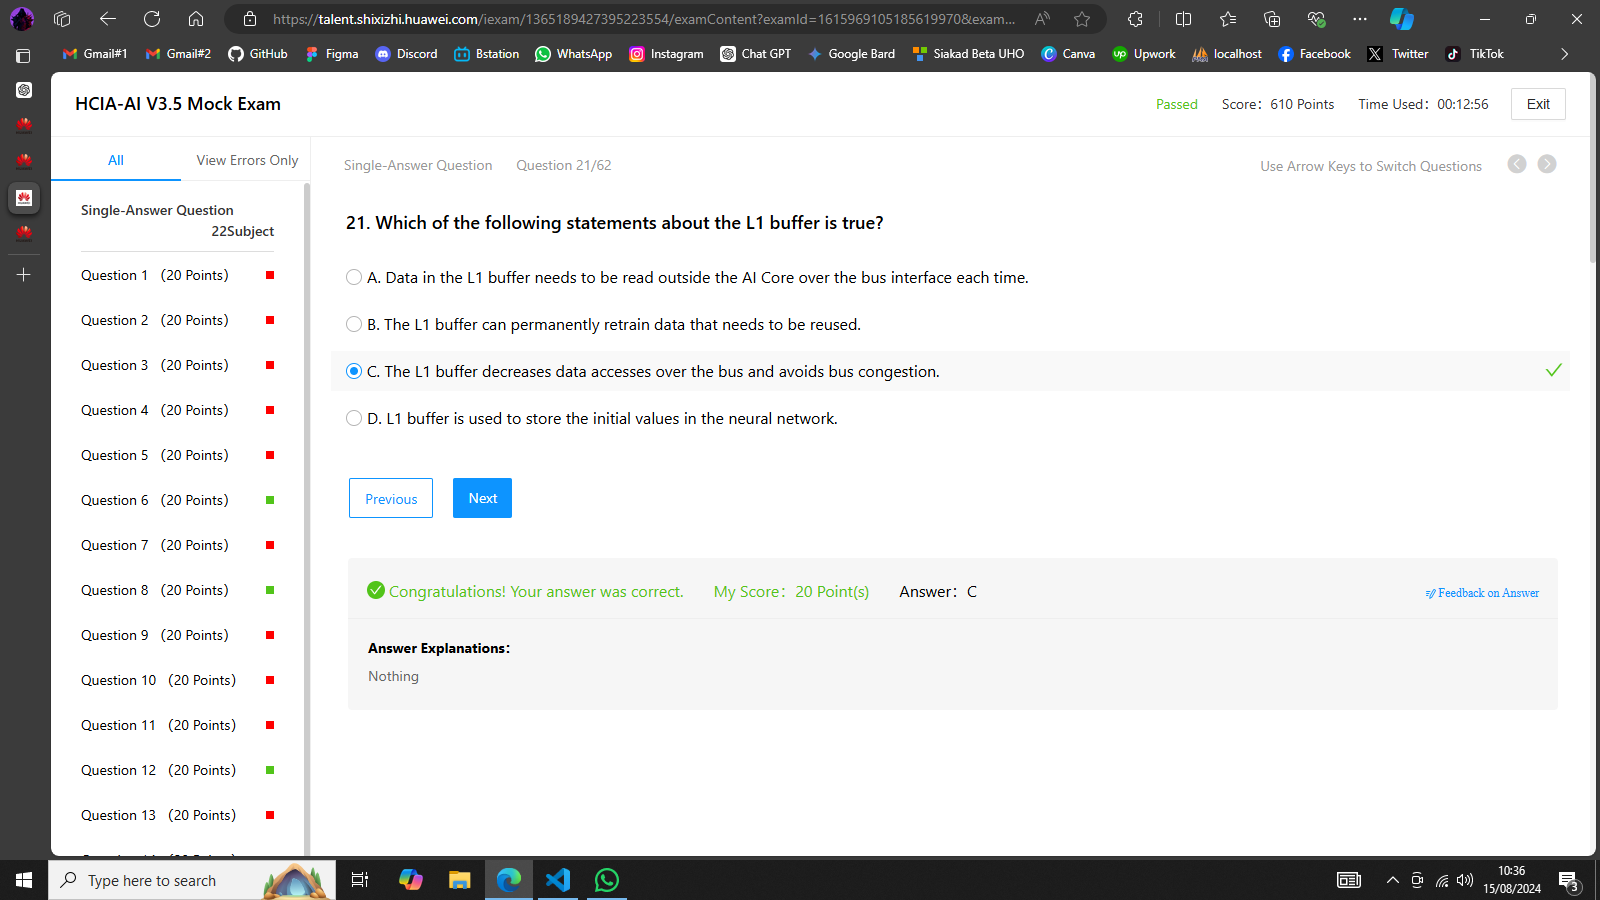 https://talent.shixizhi.huawei.com/iexam/1365189427395223554/examContent?examId=1615969105185619970&exam...
Gmail#1 Gmail#2 GitHub Figma Discord Bstation WhatsApp Instagram Chat GPT Google Bard Siakad Beta UHO Canva Upwork localhost Facebook Twitter TikTok
HCIA-AI V3.5 Mock Exam
Passed Score: 610 Points Time Used: 00:12:56 Exit
All View Errors Only
Single-Answer Question Question 21/62 Use Arrow Keys to Switch Questions
Single-Answer Question
22Subject
Question 1 (20 Points)
Question 2 (20 Points)
Question 3 (20 Points)
Question 4 (20 Points)
Question 5 (20 Points)
Question 6 (20 Points)
Question 7 (20 Points)
Question 8 (20 Points)
Question 9 (20 Points)
Question 10 (20 Points)
Question 11 (20 Points)
Question 12 (20 Points)
Question 13 (20 Points)
21. Which of the following statements about the L1 buffer is true?
A. Data in the L1 buffer needs to be read outside the AI Core over the bus interface each time.
B. The L1 buffer can permanently retrain data that needs to be reused.
C. The L1 buffer decreases data accesses over the bus and avoids bus congestion.
D. L1 buffer is used to store the initial values in the neural network.
Previous Next
Congratulations! Your answer was correct. My Score: 20 Point(s) Answer: C Feedback on Answer
Answer Explanations:
Nothing
Type here to search
10:36
15/08/2024
3